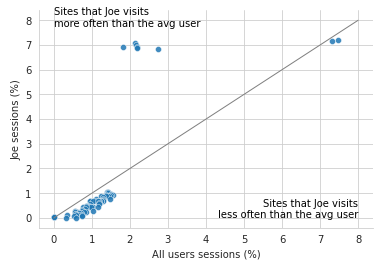 Sites that Joe visits
more often than the avg user
8
7
6
5
4
3
2
1
0
Joe sessions (%)
Sites that Joe visits
less often than the avg user
0 1 2 3 4 5 6 7 8
All users sessions (%)